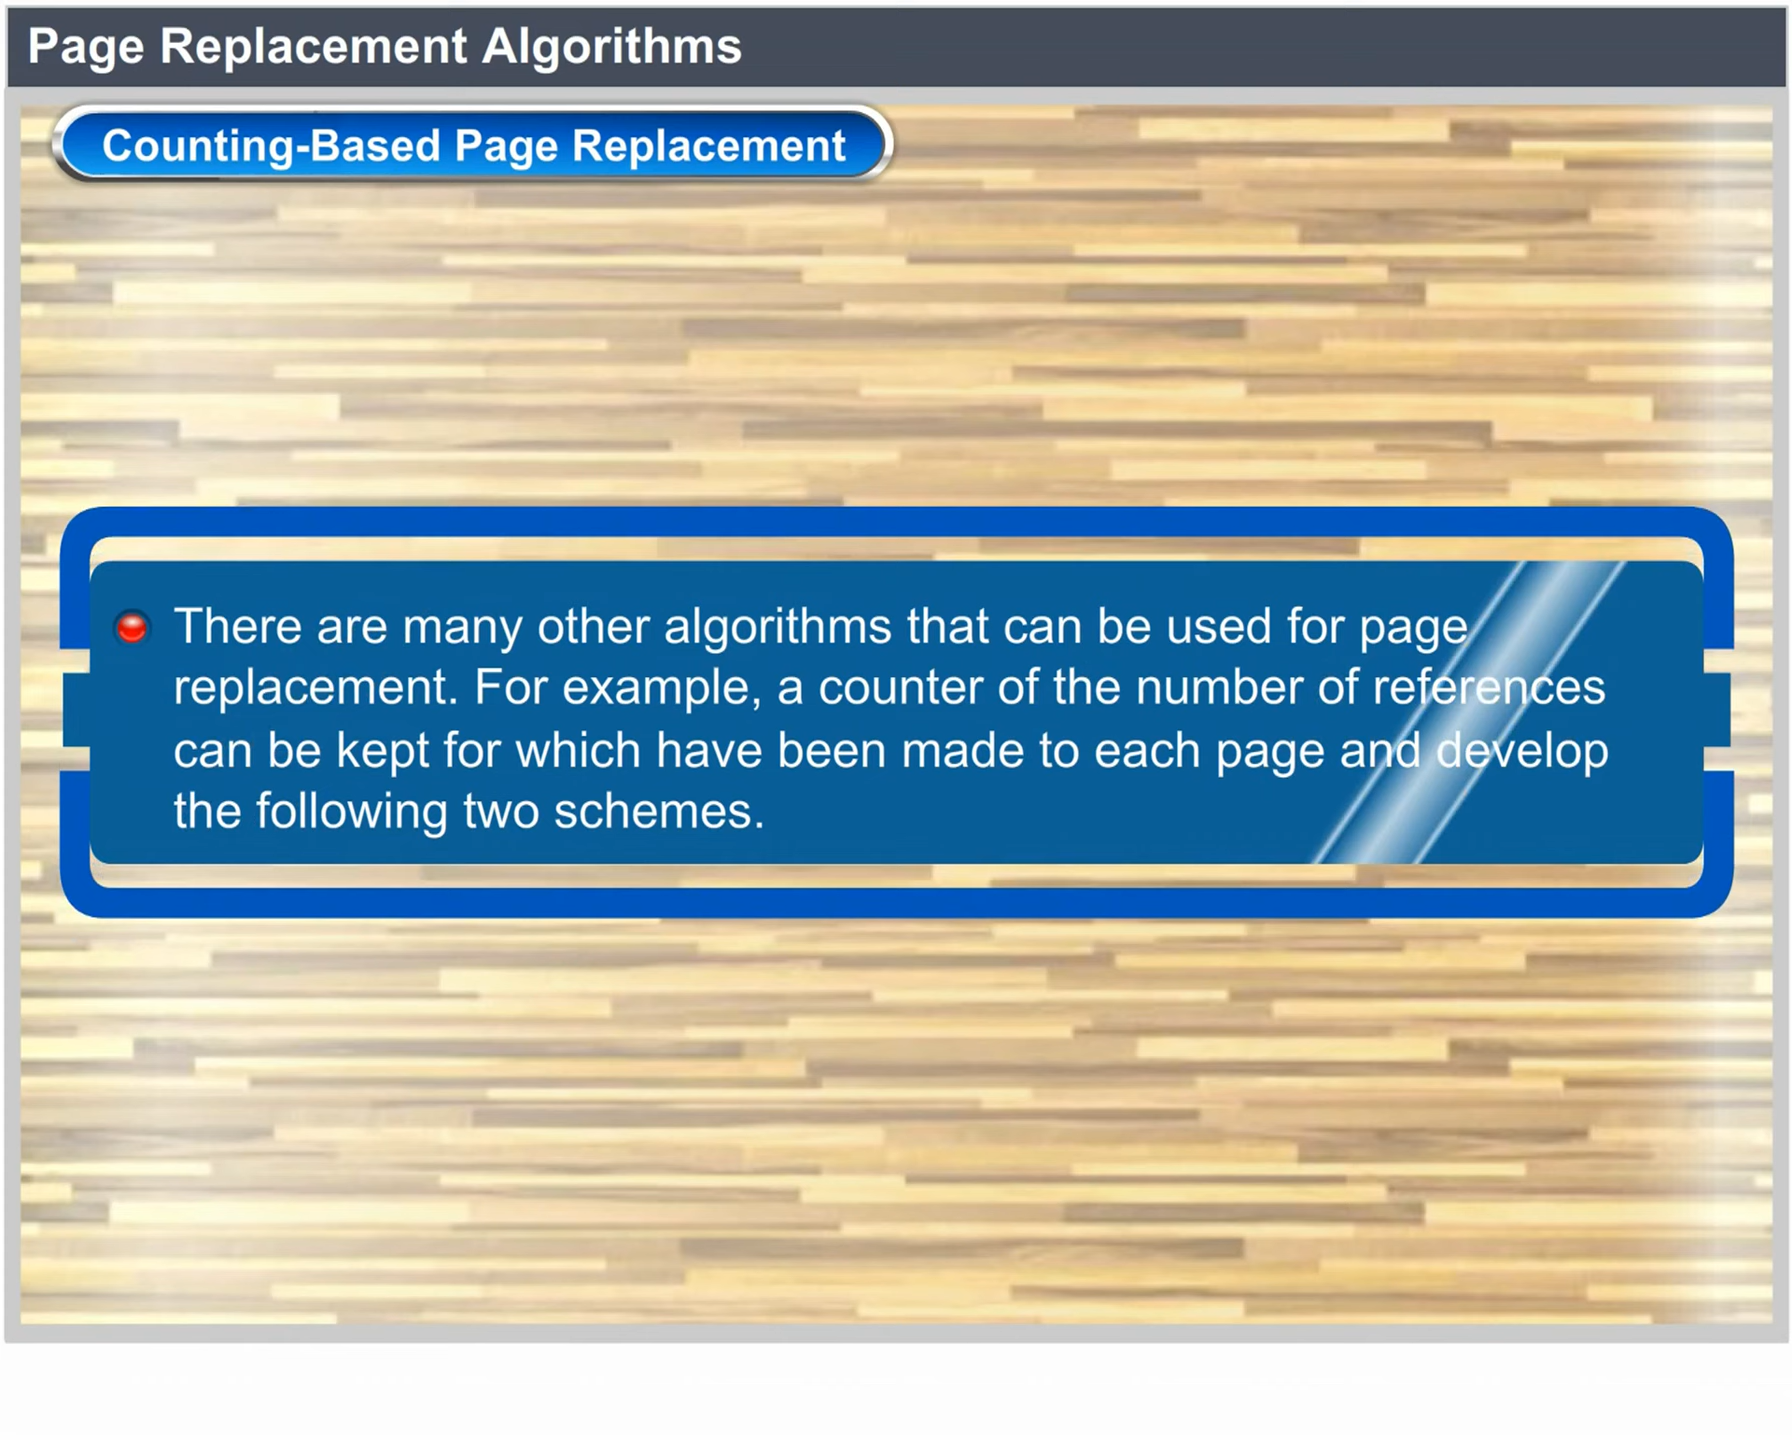 Page Replacement Algorithms
Counting-Based Page Replacement
There are many other algorithms that can be used for page
replacement. For example, a counter of the number of references
can be kept for which have been made to each page and develop
the following two schemes.